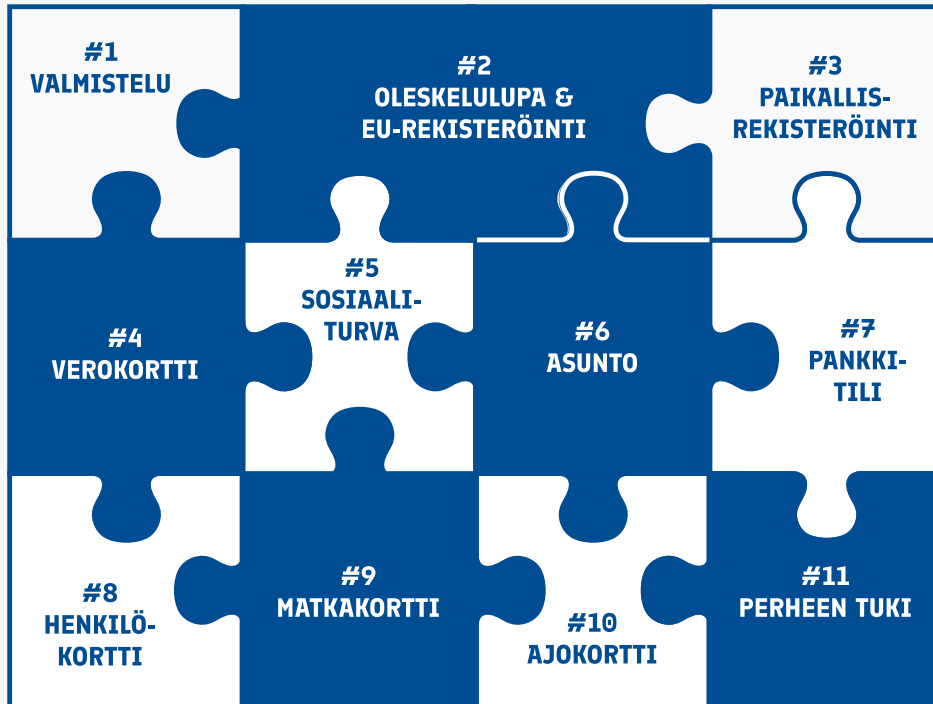 #1
VALMISTELU
#2
OLESKELULUPA &
EU-REKISTERÖINTI
#3
PAIKALLIS-
REKISTERÖINTI
#4
VEROKORTTI
#5
SOSIAALI-
TURVA
#6
ASUNTO
#7
PANKKI-
TILI
#8
HENKILÖ-
KORTTI
#9
MATKAKORTTI
#10
AJOKORTTI
#11
PERHEEN TUKI